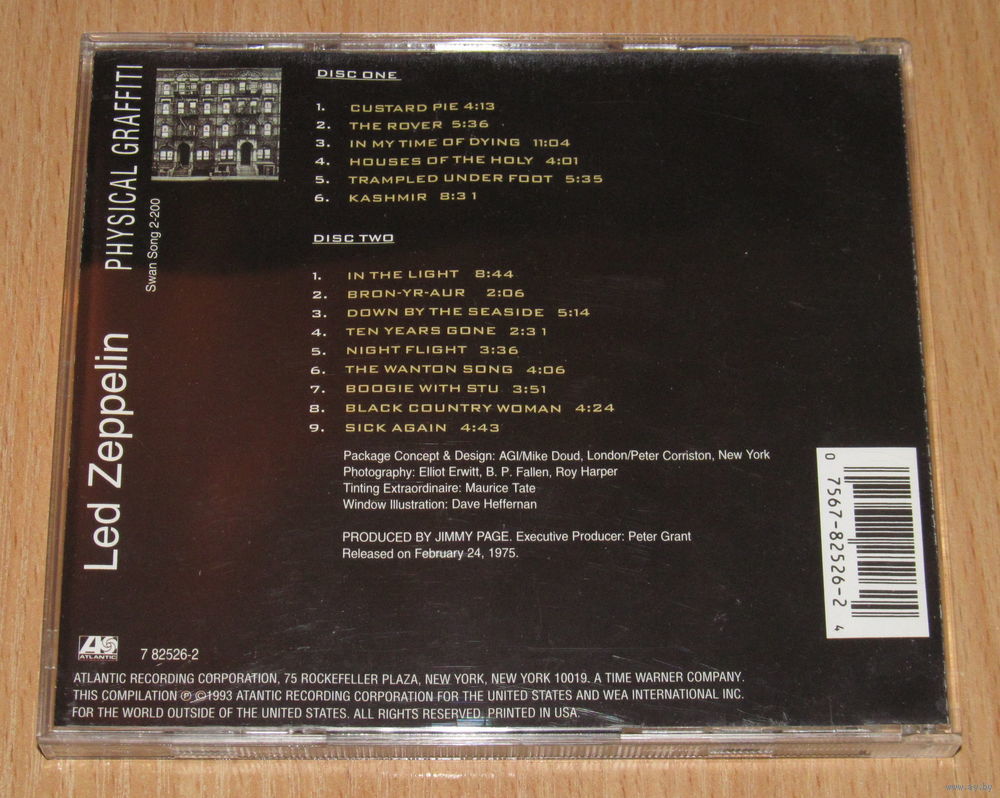 Led Zeppelin PHYSICAL GRAFFITI
Swan Song 2-200
DISC ONE
1. CUSTARD PIE 4:13
2. THE ROVER 5:36
3. IN MY TIME OF DYING 11:04
4. HOUSES OF THE HOLY 4:01
5. TRAMPLED UNDER FOOT 5:35
6. KASHMIR 8:31
DISC TWO
1. IN THE LIGHT 8:44
2. BRON-YR-AUR 2:06
3. DOWN BY THE SEASIDE 5:14
4. TEN YEARS GONE 2:31
5. NIGHT FLIGHT 3:36
6. THE WANTON SONG 4:06
7. BOOGIE WITH STU 3:51
8. BLACK COUNTRY WOMAN 4:24
9. SICK AGAIN 4:43
Package Concept & Design: AGI/Mike Doud, London/Peter Corriston, New York
Photography: Elliot Erwitt, B. P. Fallen, Roy Harper
Tinting Extraordinaire: Maurice Tate
Window Illustration: Dave Heffernan
PRODUCED BY JIMMY PAGE. Executive Producer: Peter Grant
Released on February 24, 1975.
0 7567-82526-2 4
ATLANTIC
7 82526-2
ATLANTIC RECORDING CORPORATION, 75 ROCKEFELLER PLAZA, NEW YORK, NEW YORK 10019. A TIME WARNER COMPANY.
THIS COMPILATION ℗ ©1993 ATANTIC RECORDING CORPORATION FOR THE UNITED STATES AND WEA INTERNATIONAL INC.
FOR THE WORLD OUTSIDE OF THE UNITED STATES. ALL RIGHTS RESERVED. PRINTED IN USA.
www.ay.by